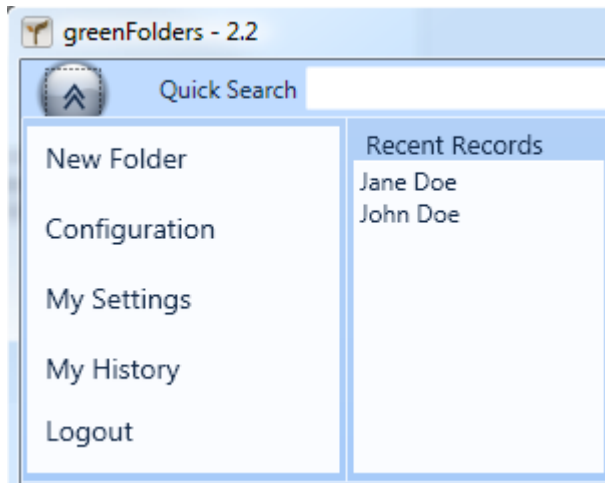 greenFolders - 2.2
Quick Search
New Folder
Configuration
My Settings
My History
Logout
Recent Records
Jane Doe
John Doe